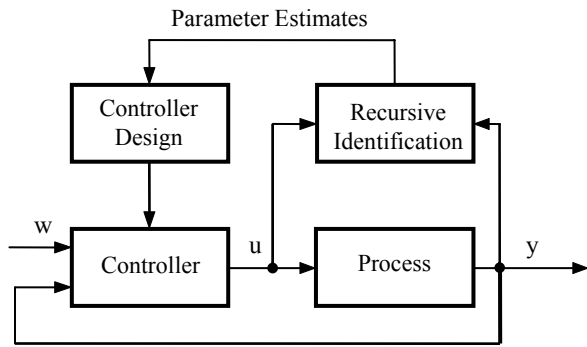 Parameter Estimates
Controller
Design
Recursive
Identification
w
Controller
u
Process
y